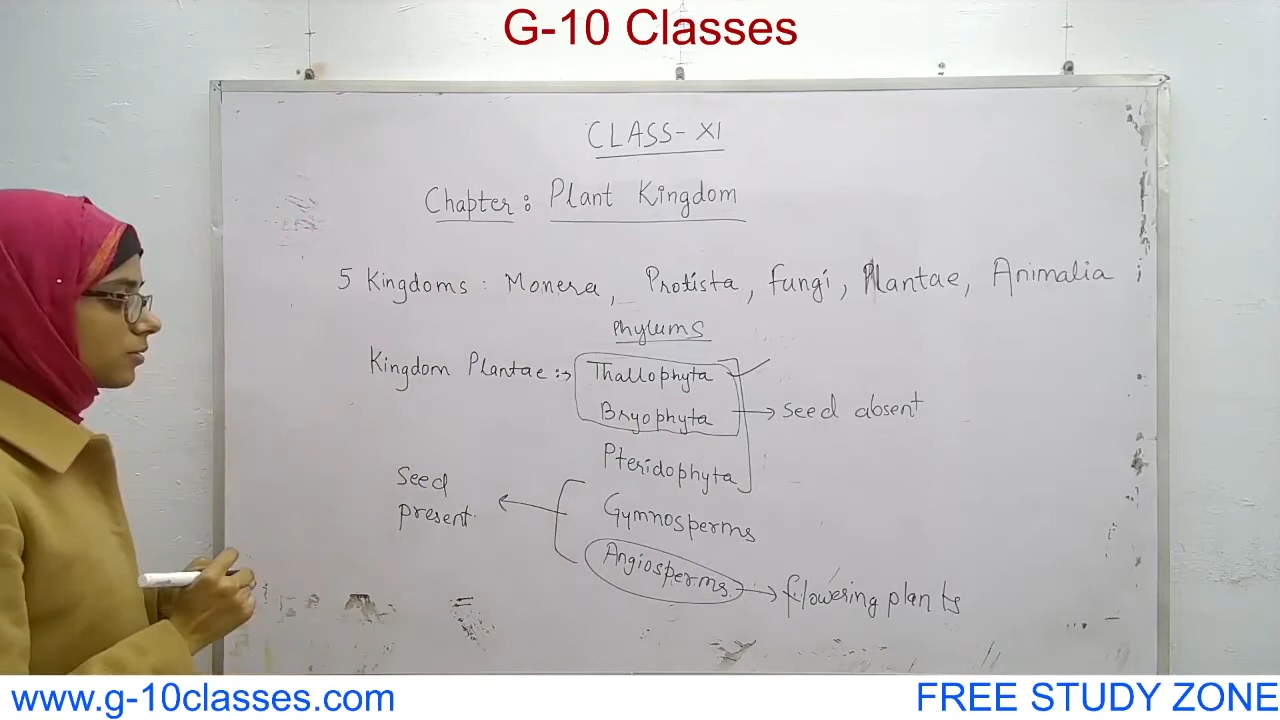 G-10 Classes
CLASS-XI
Chapter: Plant Kingdom
5 Kingdoms: Monera, Protista, fungi, Plantae, Animalia ;
Phylums
Kingdom Plantae :→ Thallophyta
Bryophyta → seed absent
Pteridophyta
Seed
present
Gymnosperms
Angiosperms → flowering plants
www.g-10classes.com
FREE STUDY ZONE